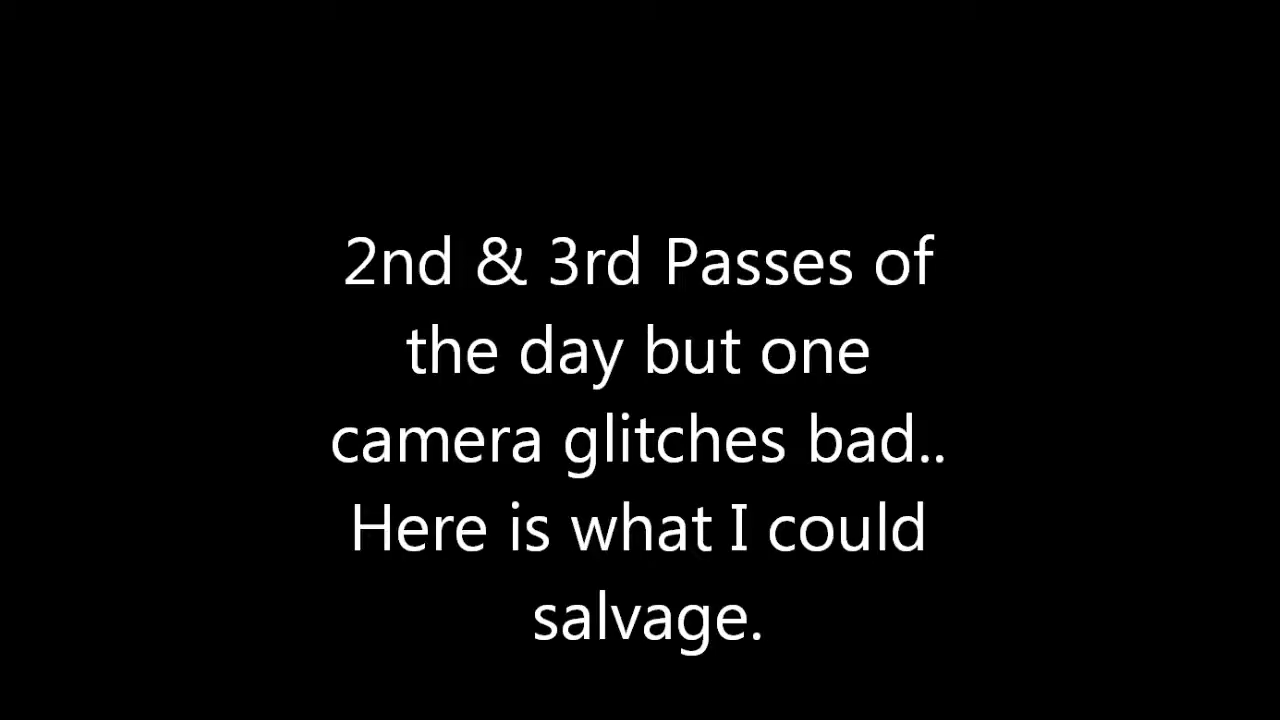 2nd & 3rd Passes of
the day but one
camera glitches bad..
Here is what I could
salvage.